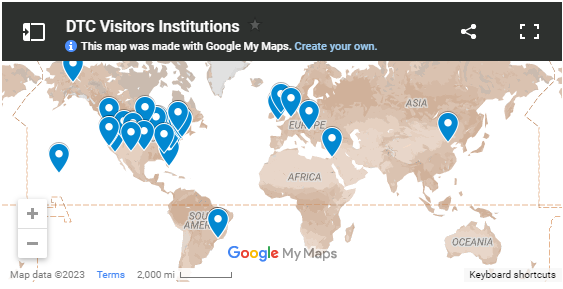 DTC Visitors Institutions
This map was made with Google My Maps. Create your own.
ASIA
EUROPE
AFRICA
SOUTH
AMERICA
OCEANIA
Google My Maps
Map data ©2023 Terms 2,000 mi
Keyboard shortcuts